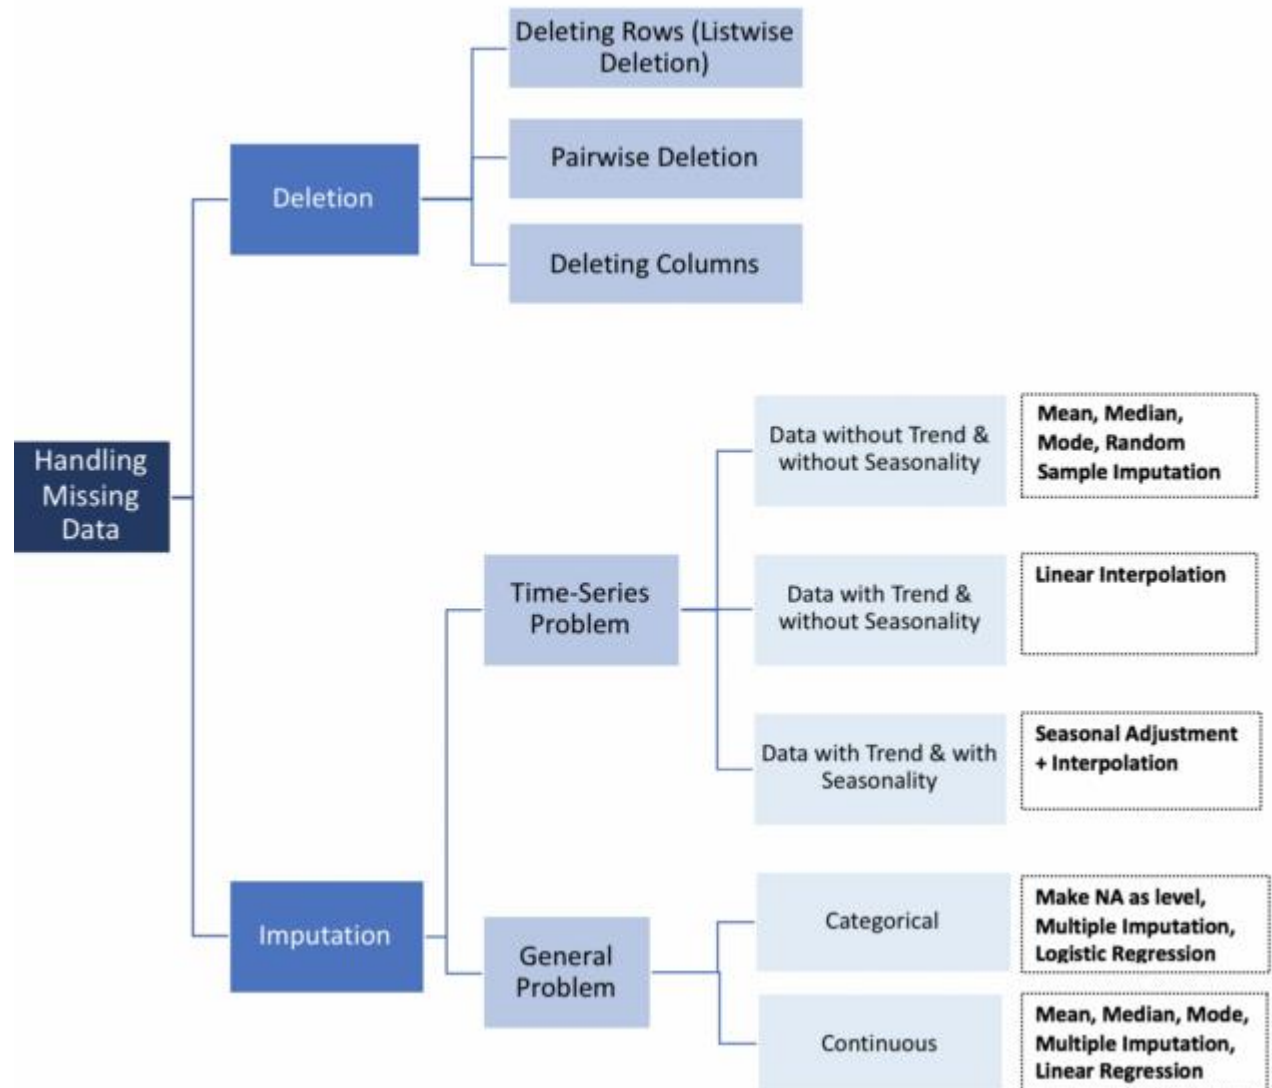 Deleting Rows (Listwise
Deletion)
Pairwise Deletion
Deletion
Deleting Columns
Handling
Missing
Data
Data without Trend &
without Seasonality
Mean, Median,
Mode, Random
Sample Imputation
Time-Series
Problem
Data with Trend &
without Seasonality
Linear Interpolation
Data with Trend & with
Seasonality
Seasonal Adjustment
+ Interpolation
Imputation
General
Problem
Categorical
Make NA as level,
Multiple Imputation,
Logistic Regression
Continuous
Mean, Median, Mode,
Multiple Imputation,
Linear Regression